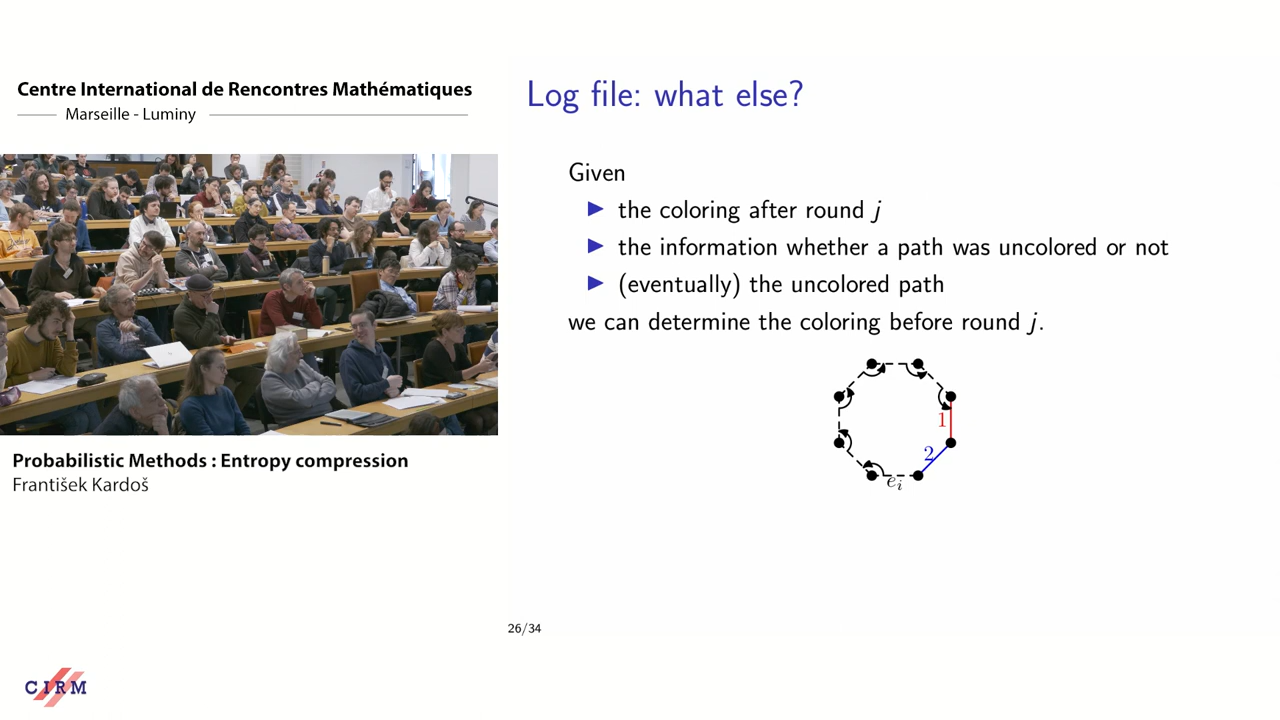 Centre International de Rencontres Mathématiques
Marseille - Luminy
Log file: what else?
Given
the coloring after round j
the information whether a path was uncolored or not
(eventually) the uncolored path
we can determine the coloring before round j.
1
2
e_i
Probabilistic Methods : Entropy compression
František Kardoš
26/34
CIRM